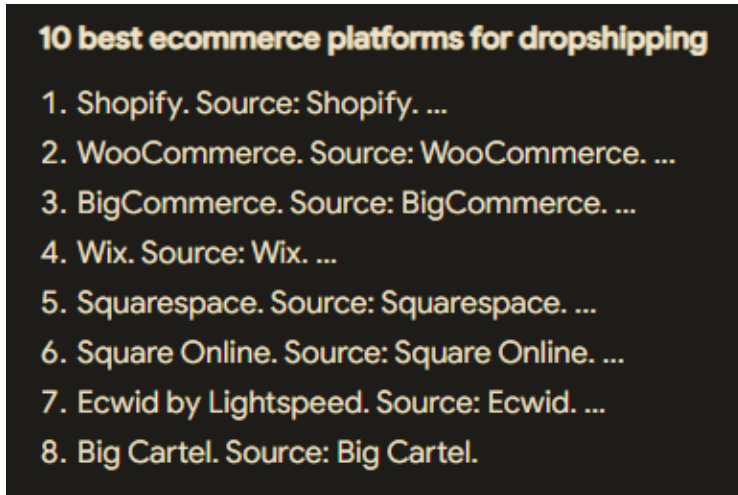 10 best ecommerce platforms for dropshipping
1. Shopify. Source: Shopify. ...
2. WooCommerce. Source: WooCommerce. ...
3. BigCommerce. Source: BigCommerce. ...
4. Wix. Source: Wix. ...
5. Squarespace. Source: Squarespace. ...
6. Square Online. Source: Square Online. ...
7. Ecwid by Lightspeed. Source: Ecwid. ...
8. Big Cartel. Source: Big Cartel.